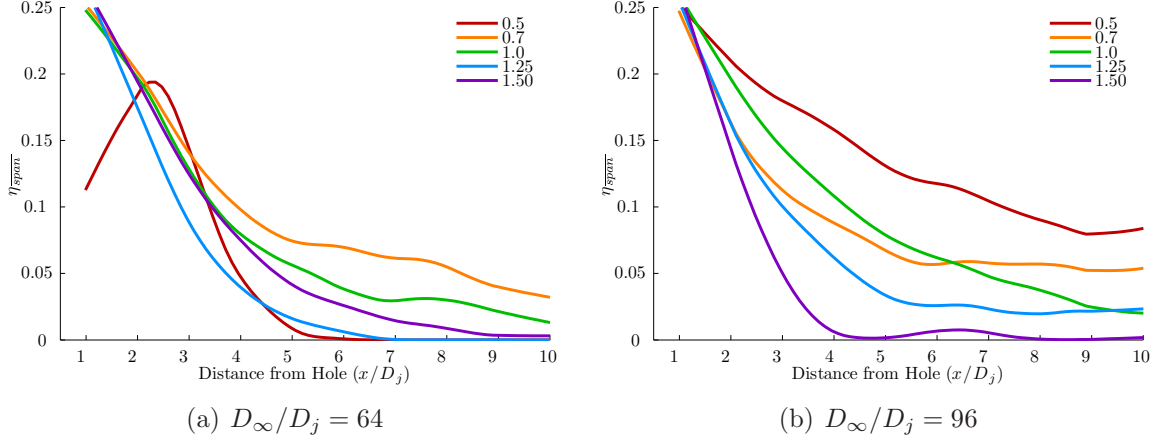 0.25
0.2
0.15
0.1
0.05
0
η_span
0.5
0.7
1.0
1.25
1.50
1 2 3 4 5 6 7 8 9 10
Distance from Hole (x/D_j)
(a) D_∞/D_j = 64
0.25
0.2
0.15
0.1
0.05
0
η_span
0.5
0.7
1.0
1.25
1.50
1 2 3 4 5 6 7 8 9 10
Distance from Hole (x/D_j)
(b) D_∞/D_j = 96